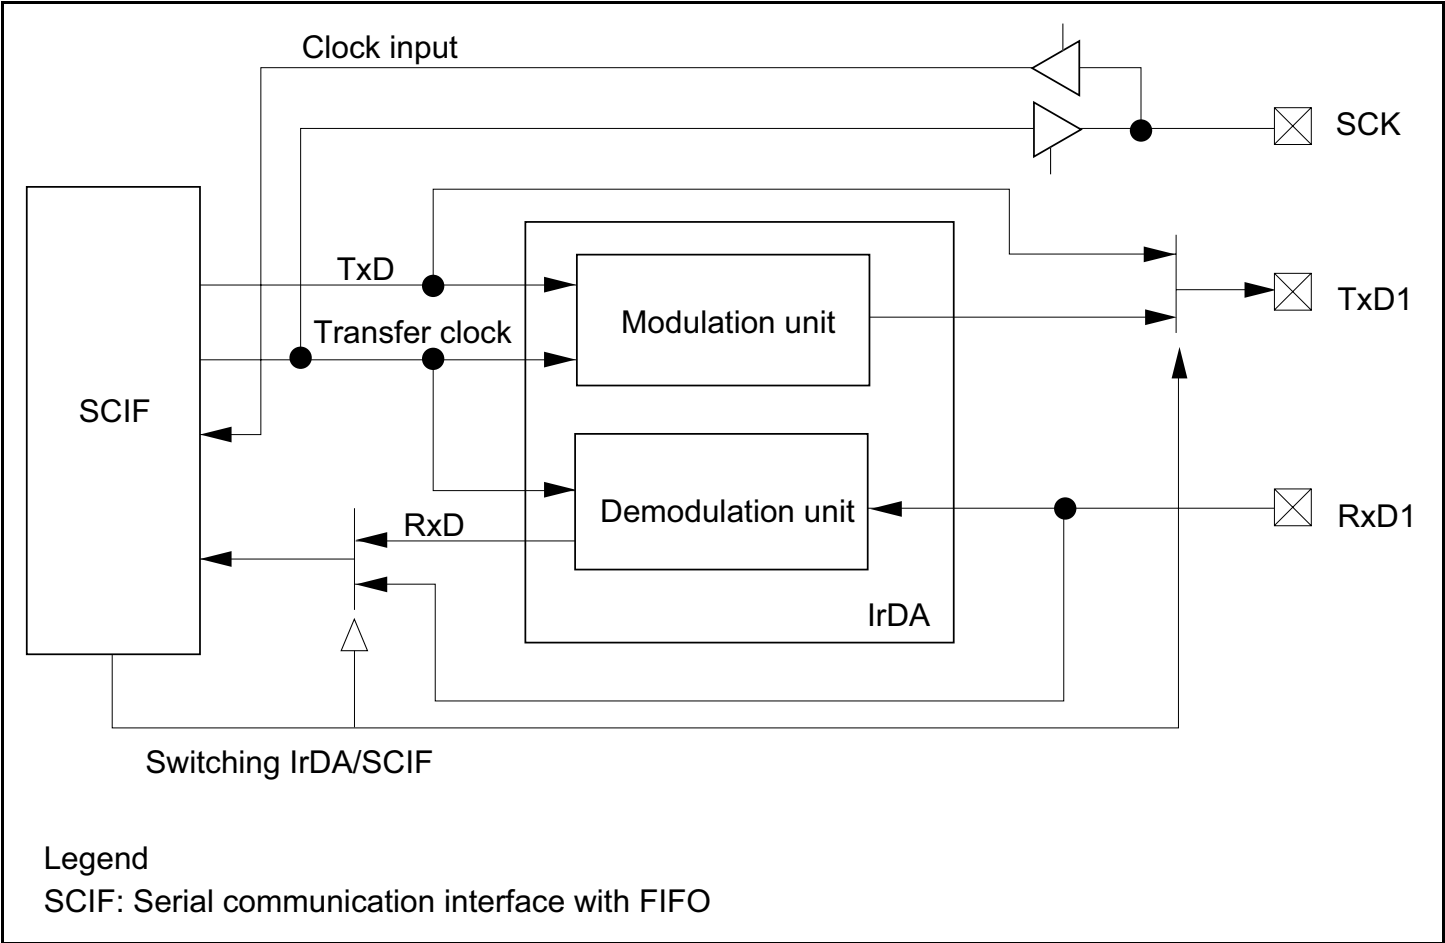 Clock input
SCK
TxD
TxD1
Transfer clock
Modulation unit
SCIF
Demodulation unit
RxD
RxD1
IrDA
Switching IrDA/SCIF
Legend
SCIF: Serial communication interface with FIFO